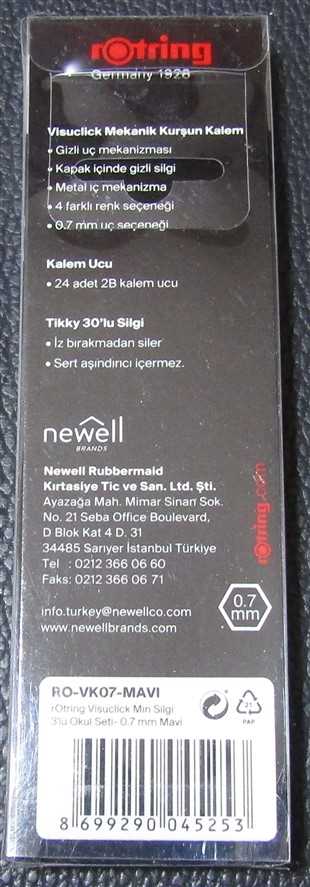 rotring
Germany 1928
Visuclick Mekanik Kurşun Kalem
• Gizli uç mekanizması
• Kapak içinde gizli silgi
• Metal iç mekanizma
• 4 farklı renk seçeneği
• 0.7 mm uç seçeneği
Kalem Ucu
• 24 adet 2B kalem ucu
Tikky 30'lu Silgi
• İz bırakmadan siler
• Sert aşındırıcı içermez.
newell
BRANDS
Newell Rubbermaid
Kırtasiye Tic ve San. Ltd. Şti.
Ayazağa Mah. Mimar Sinan Sok.
No. 21 Seba Office Boulevard,
D Blok Kat 4 D. 31
34485 Sarıyer İstanbul Türkiye
Tel : 0212 366 06 60
Faks: 0212 366 06 71
rotring.com
0.7
mm
info.turkey@newellco.com
www.newellbrands.com
RO-VK07-MAVI
rOtring Visuclick Min Silgi
3'lü Okul Seti- 0.7 mm Mavi
21
PAP
8 699290 045253